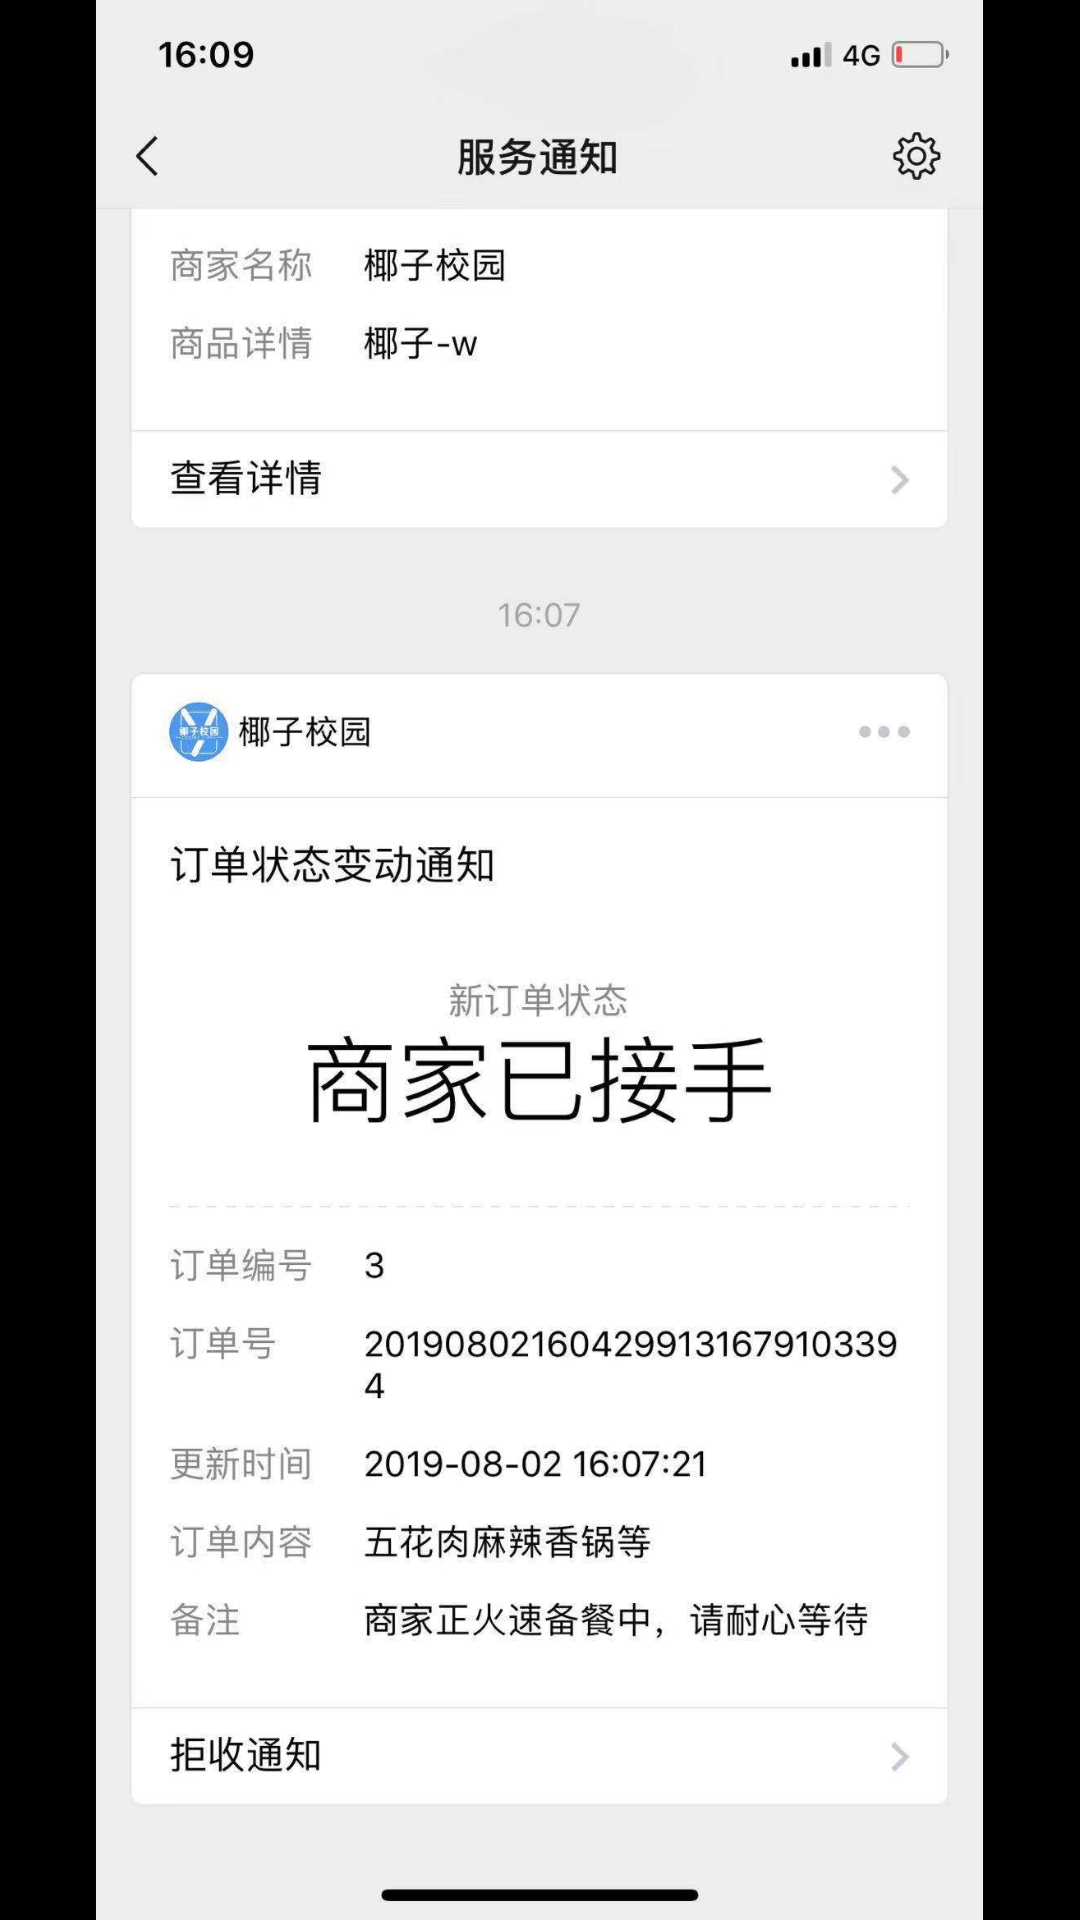 16:09
4G
服务通知
商家名称 椰子校园
商品详情 椰子-w
查看详情
16:07
椰子校园
椰子校园
订单状态变动通知
新订单状态
商家已接手
订单编号 3
订单号 20190802160429913167910339
4
更新时间 2019-08-02 16:07:21
订单内容 五花肉麻辣香锅等
备注 商家正火速备餐中，请耐心等待
拒收通知